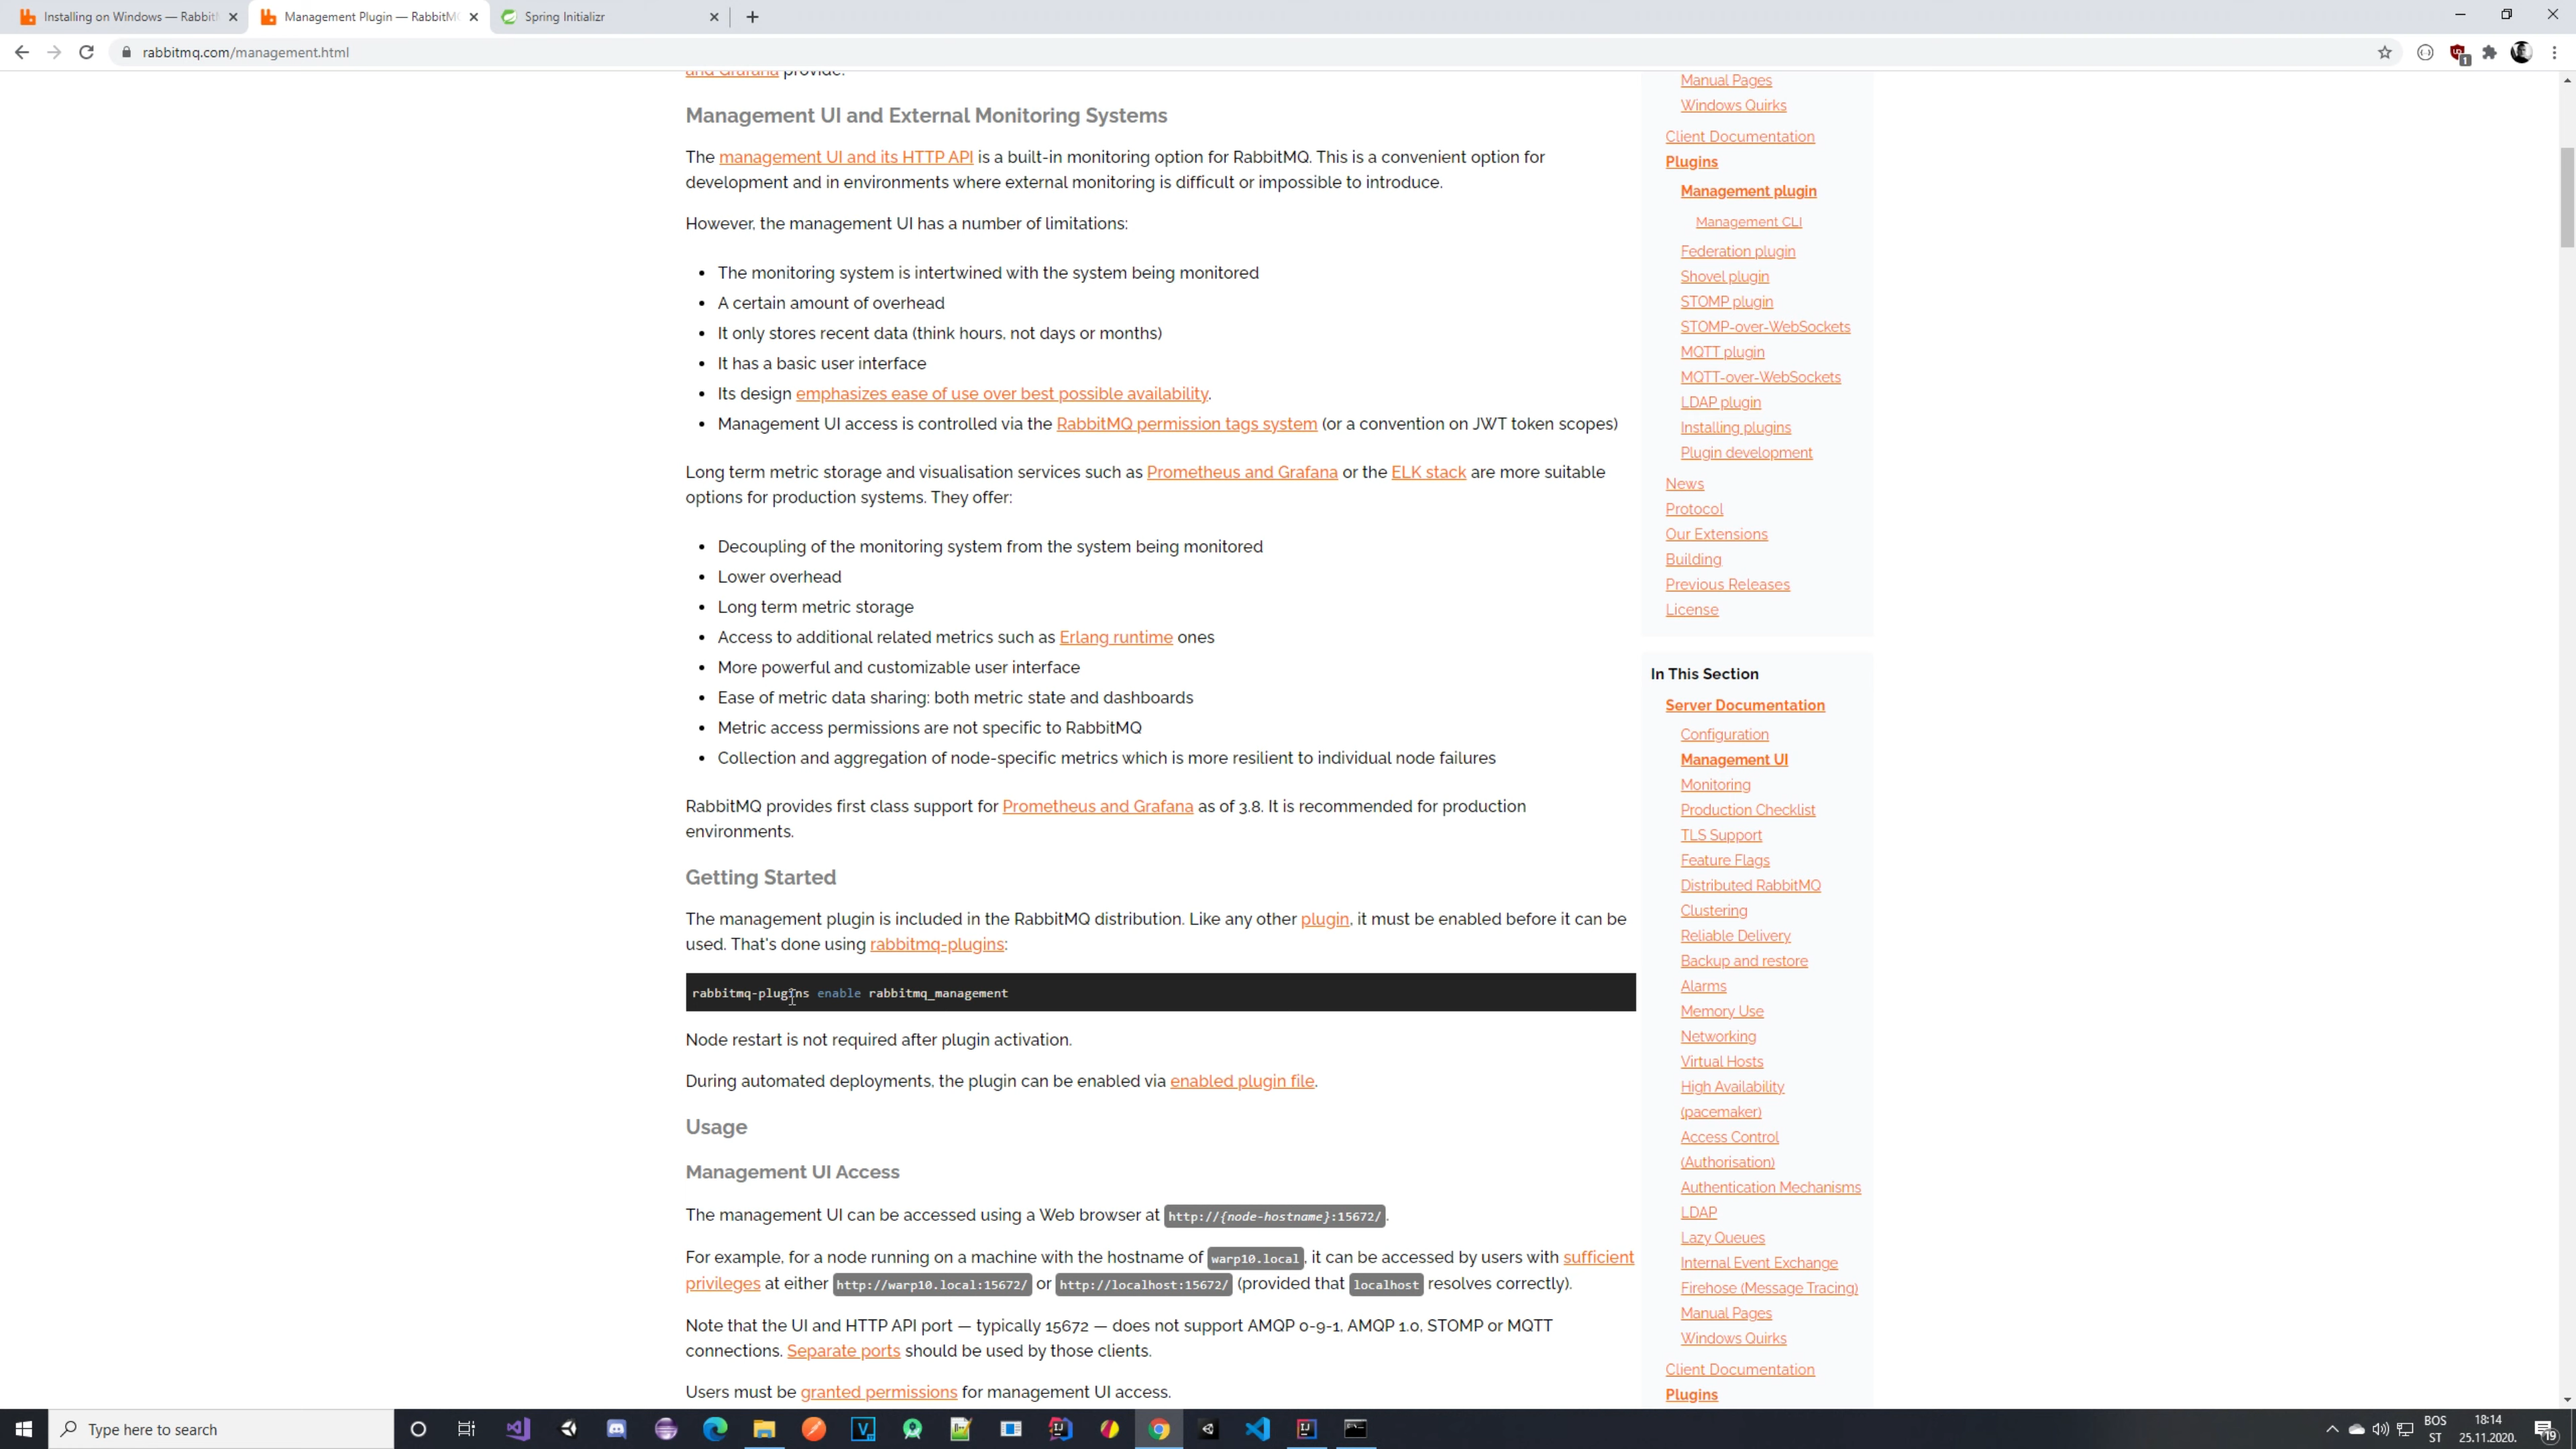 Installing on Windows — Rabbit
Management Plugin — RabbitM
Spring Initializr
rabbitmq.com/management.html
1
and Grafana provide.
Management UI and External Monitoring Systems
The management UI and its HTTP API is a built-in monitoring option for RabbitMQ. This is a convenient option for
development and in environments where external monitoring is difficult or impossible to introduce.
However, the management UI has a number of limitations:
• The monitoring system is intertwined with the system being monitored
• A certain amount of overhead
• It only stores recent data (think hours, not days or months)
• It has a basic user interface
• Its design emphasizes ease of use over best possible availability.
• Management UI access is controlled via the RabbitMQ permission tags system (or a convention on JWT token scopes)
Long term metric storage and visualisation services such as Prometheus and Grafana or the ELK stack are more suitable
options for production systems. They offer:
• Decoupling of the monitoring system from the system being monitored
• Lower overhead
• Long term metric storage
• Access to additional related metrics such as Erlang runtime ones
• More powerful and customizable user interface
• Ease of metric data sharing: both metric state and dashboards
• Metric access permissions are not specific to RabbitMQ
• Collection and aggregation of node-specific metrics which is more resilient to individual node failures
RabbitMQ provides first class support for Prometheus and Grafana as of 3.8. It is recommended for production
environments.
Getting Started
The management plugin is included in the RabbitMQ distribution. Like any other plugin, it must be enabled before it can be
used. That's done using rabbitmq-plugins:
rabbitmq-plugins enable rabbitmq_management
Node restart is not required after plugin activation.
During automated deployments, the plugin can be enabled via enabled plugin file.
Usage
Management UI Access
The management UI can be accessed using a Web browser at http://{node-hostname}:15672/.
For example, for a node running on a machine with the hostname of warp10.local, it can be accessed by users with sufficient
privileges at either http://warp10.local:15672/ or http://localhost:15672/ (provided that localhost resolves correctly).
Note that the UI and HTTP API port — typically 15672 — does not support AMQP 0-9-1, AMQP 1.0, STOMP or MQTT
connections. Separate ports should be used by those clients.
Users must be granted permissions for management UI access.
Manual Pages
Windows Quirks
Client Documentation
Plugins
Management plugin
Management CLI
Federation plugin
Shovel plugin
STOMP plugin
STOMP-over-WebSockets
MQTT plugin
MQTT-over-WebSockets
LDAP plugin
Installing plugins
Plugin development
News
Protocol
Our Extensions
Building
Previous Releases
License
In This Section
Server Documentation
Configuration
Management UI
Monitoring
Production Checklist
TLS Support
Feature Flags
Distributed RabbitMQ
Clustering
Reliable Delivery
Backup and restore
Alarms
Memory Use
Networking
Virtual Hosts
High Availability
(pacemaker)
Access Control
(Authorisation)
Authentication Mechanisms
LDAP
Lazy Queues
Internal Event Exchange
Firehose (Message Tracing)
Manual Pages
Windows Quirks
Client Documentation
Plugins
Type here to search
BOS
ST
18:14
25.11.2020.
19